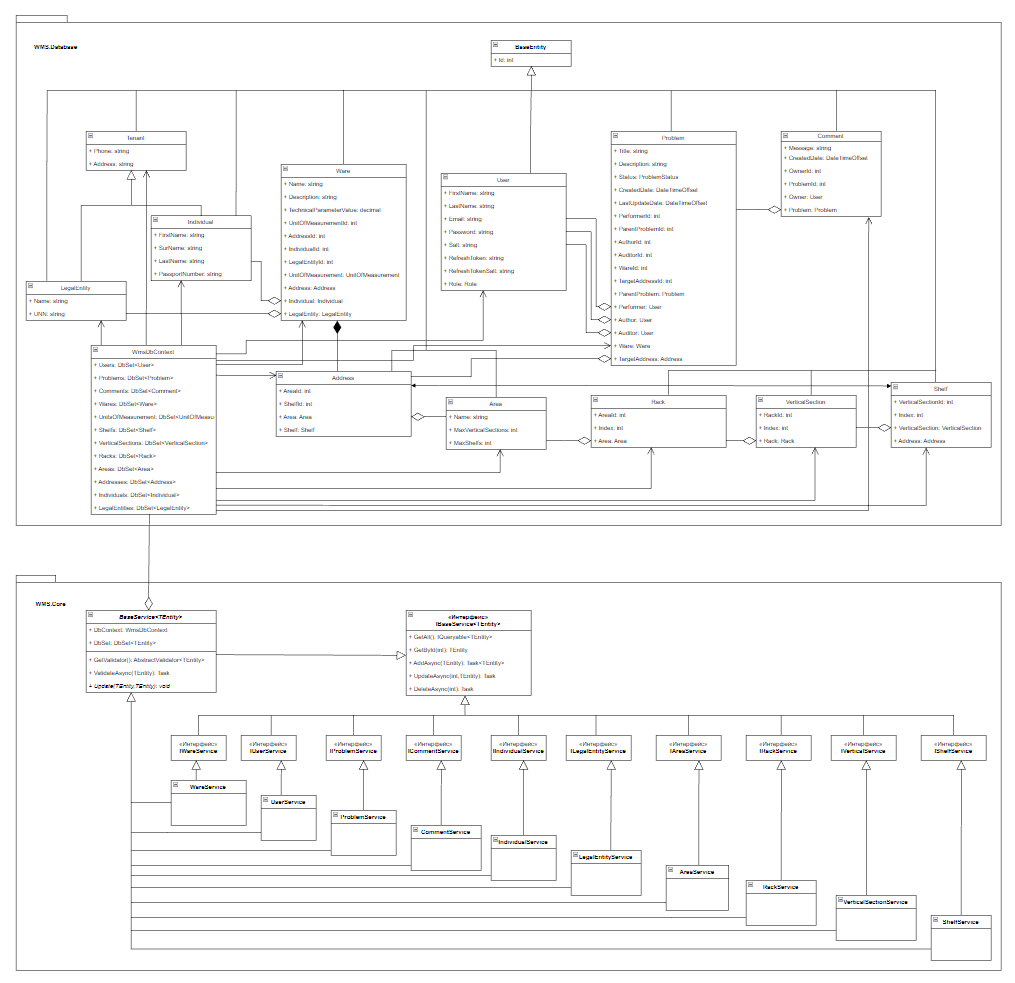 WMS.Database
BaseEntity
+ Id: int
Tenant
+ Phone: string
+ Address: string
Ware
+ Name: string
+ Description: string
+ TechnicalParameterValue: decimal
+ UnitOfMeasurementId: int
+ AddressId: int
+ IndividualId: int
+ LegalEntityId: int
+ UnitOfMeasurement: UnitOfMeasurement
+ Address: Address
+ Individual: Individual
+ LegalEntity: LegalEntity
User
+ FirstName: string
+ LastName: string
+ Email: string
+ Password: string
+ Salt: string
+ RefreshToken: string
+ RefreshTokenSalt: string
+ Role: Role
Problem
+ Title: string
+ Description: string
+ Status: ProblemStatus
+ CreatedDate: DateTimeOffset
+ LastUpdateDate: DateTimeOffset
+ PerformerId: int
+ ParentProblemId: int
+ AuthorId: int
+ AuditorId: int
+ WareId: int
+ TargetAddressId: int
+ ParentProblem: Problem
+ Performer: User
+ Author: User
+ Auditor: User
+ Ware: Ware
+ TargetAddress: Address
Comment
+ Message: string
+ CreatedDate: DateTimeOffset
+ OwnerId: int
+ ProblemId: int
+ Owner: User
+ Problem: Problem
Individual
+ FirstName: string
+ SurName: string
+ LastName: string
+ PassportNumber: string
LegalEntity
+ Name: string
+ UNN: string
WmsDbContext
+ Users: DbSet<User>
+ Problems: DbSet<Problem>
+ Comments: DbSet<Comment>
+ Wares: DbSet<Ware>
+ UnitsOfMeasurement: DbSet<UnitOfMeasu
+ Shelfs: DbSet<Shelf>
+ VerticalSections: DbSet<VerticalSection>
+ Racks: DbSet<Rack>
+ Areas: DbSet<Area>
+ Addresses: DbSet<Address>
+ Individuals: DbSet<Individual>
+ LegalEntities: DbSet<LegalEntity>
Address
+ AreaId: int
+ ShelfId: int
+ Area: Area
+ Shelf: Shelf
Area
+ Name: string
+ MaxVerticalSections: int
+ MaxShelfs: int
Rack
+ AreaId: int
+ Index: int
+ Area: Area
VerticalSection
+ RackId: int
+ Index: int
+ Rack: Rack
Shelf
+ VerticalSectionId: int
+ Index: int
+ VerticalSection: VerticalSection
+ Address: Address
WMS.Core
BaseService<TEntity>
+ DbContext: WmsDbContext
+ DbSet: DbSet<TEntity>
+ GetValidator(): AbstractValidator<TEntity>
+ ValidateAsync(TEntity): Task
+ Update(TEntity,TEntity): void
«Интерфейс»
IBaseService<TEntity>
+ GetAll(): IQueryable<TEntity>
+ GetById(int): TEntity
+ AddAsync(TEntity): Task<TEntity>
+ UpdateAsync(int,TEntity): Task
+ DeleteAsync(int): Task
«Интерфейс»
IWareService
«Интерфейс»
IUserService
«Интерфейс»
IProblemService
«Интерфейс»
ICommentService
«Интерфейс»
IIndividualService
«Интерфейс»
ILegalEntityService
«Интерфейс»
IAreaService
«Интерфейс»
IRackService
«Интерфейс»
IVerticalService
«Интерфейс»
IShelfService
WareService
UserService
ProblemService
CommentService
IndividualService
LegalEntityService
AreaService
RackService
VerticalSectionService
ShelfService